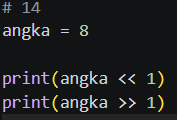 # 14
angka = 8
print(angka << 1)
print(angka >> 1)